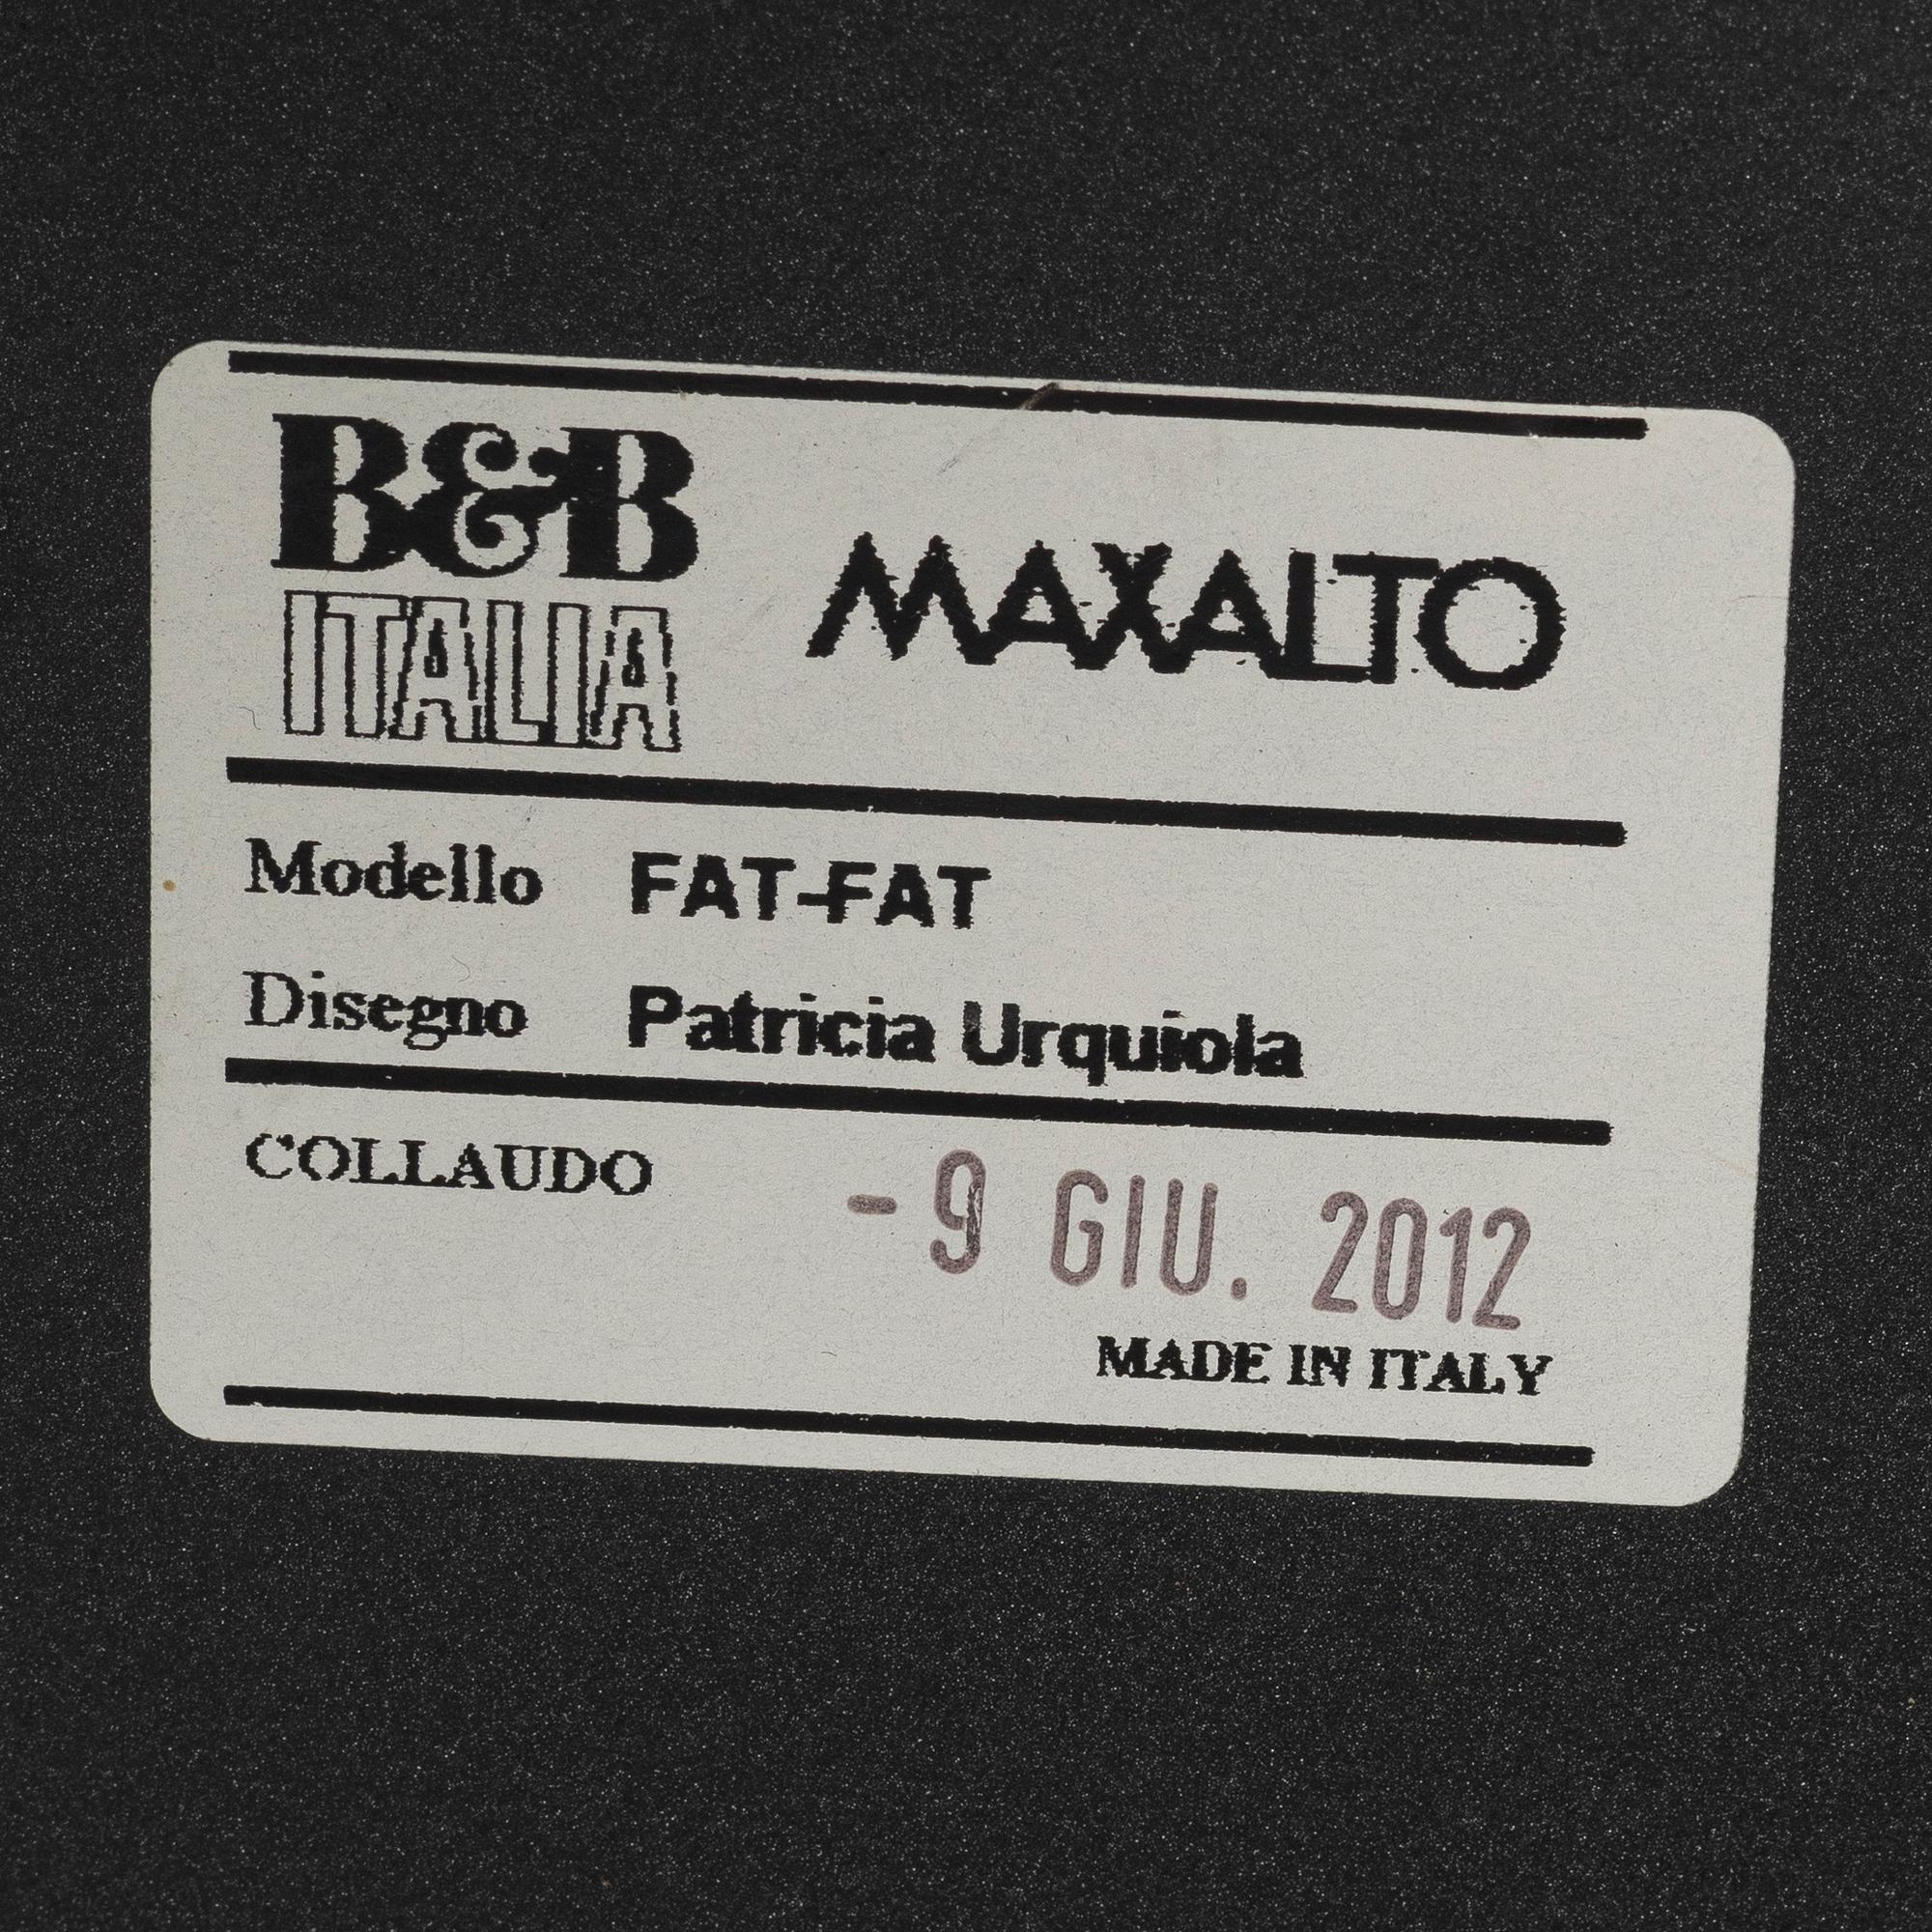 B&B
ITALIA
MAXALTO
Modello FAT-FAT
Disegno Patricia Urquiola
COLLAUDO
- 9 GIU. 2012
MADE IN ITALY